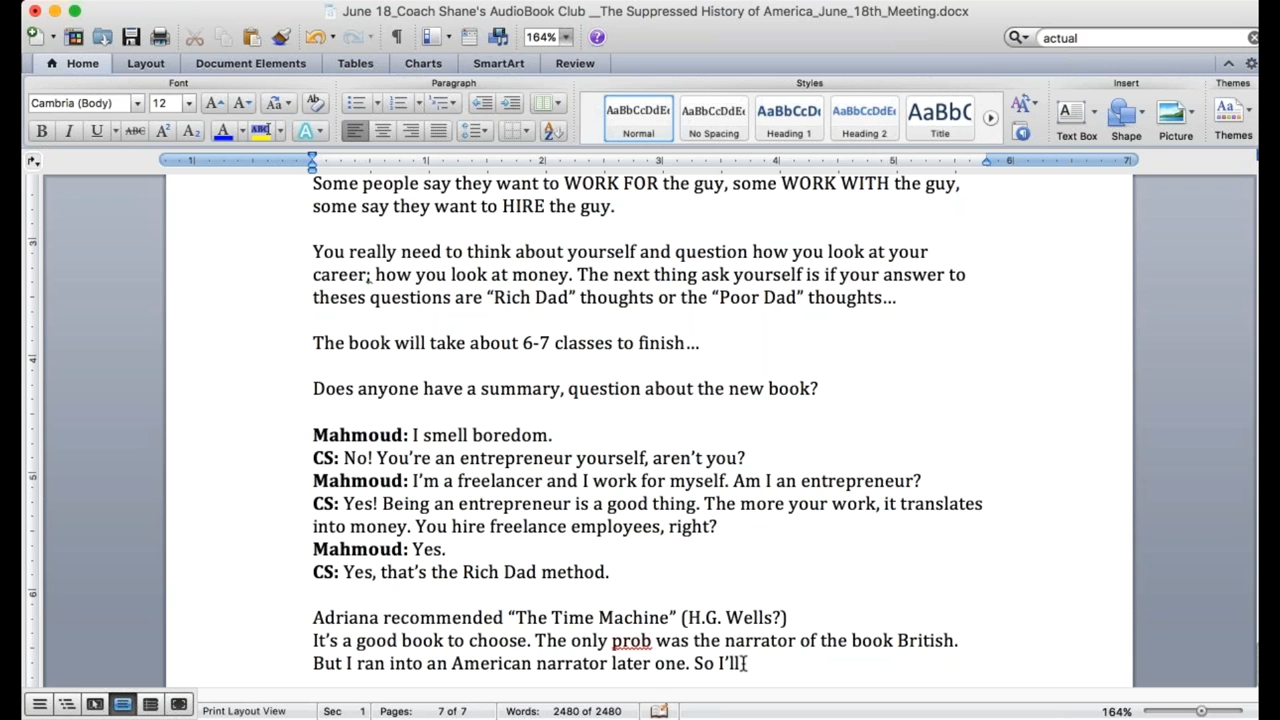 June 18_Coach Shane's AudioBook Club __The Suppressed History of America_June_18th_Meeting.docx
164%
actual
Home Layout Document Elements Tables Charts SmartArt Review
Font Paragraph Styles Insert Themes
Cambria (Body) 12
AaBbCcDdEe AaBbCcDdEe AaBbCcDc AaBbCcDdEe AaBbC
Normal No Spacing Heading 1 Heading 2 Title
Text Box Shape Picture Themes
1 1 2 3 4 5 6 7
Some people say they want to WORK FOR the guy, some WORK WITH the guy,
some say they want to HIRE the guy.
You really need to think about yourself and question how you look at your
career; how you look at money. The next thing ask yourself is if your answer to
theses questions are “Rich Dad” thoughts or the “Poor Dad” thoughts…
The book will take about 6-7 classes to finish…
Does anyone have a summary, question about the new book?
Mahmoud: I smell boredom.
CS: No! You’re an entrepreneur yourself, aren’t you?
Mahmoud: I’m a freelancer and I work for myself. Am I an entrepreneur?
CS: Yes! Being an entrepreneur is a good thing. The more your work, it translates
into money. You hire freelance employees, right?
Mahmoud: Yes.
CS: Yes, that’s the Rich Dad method.
Adriana recommended “The Time Machine” (H.G. Wells?)
It’s a good book to choose. The only prob was the narrator of the book British.
But I ran into an American narrator later one. So I’ll
Print Layout View Sec 1 Pages: 7 of 7 Words: 2480 of 2480 164%